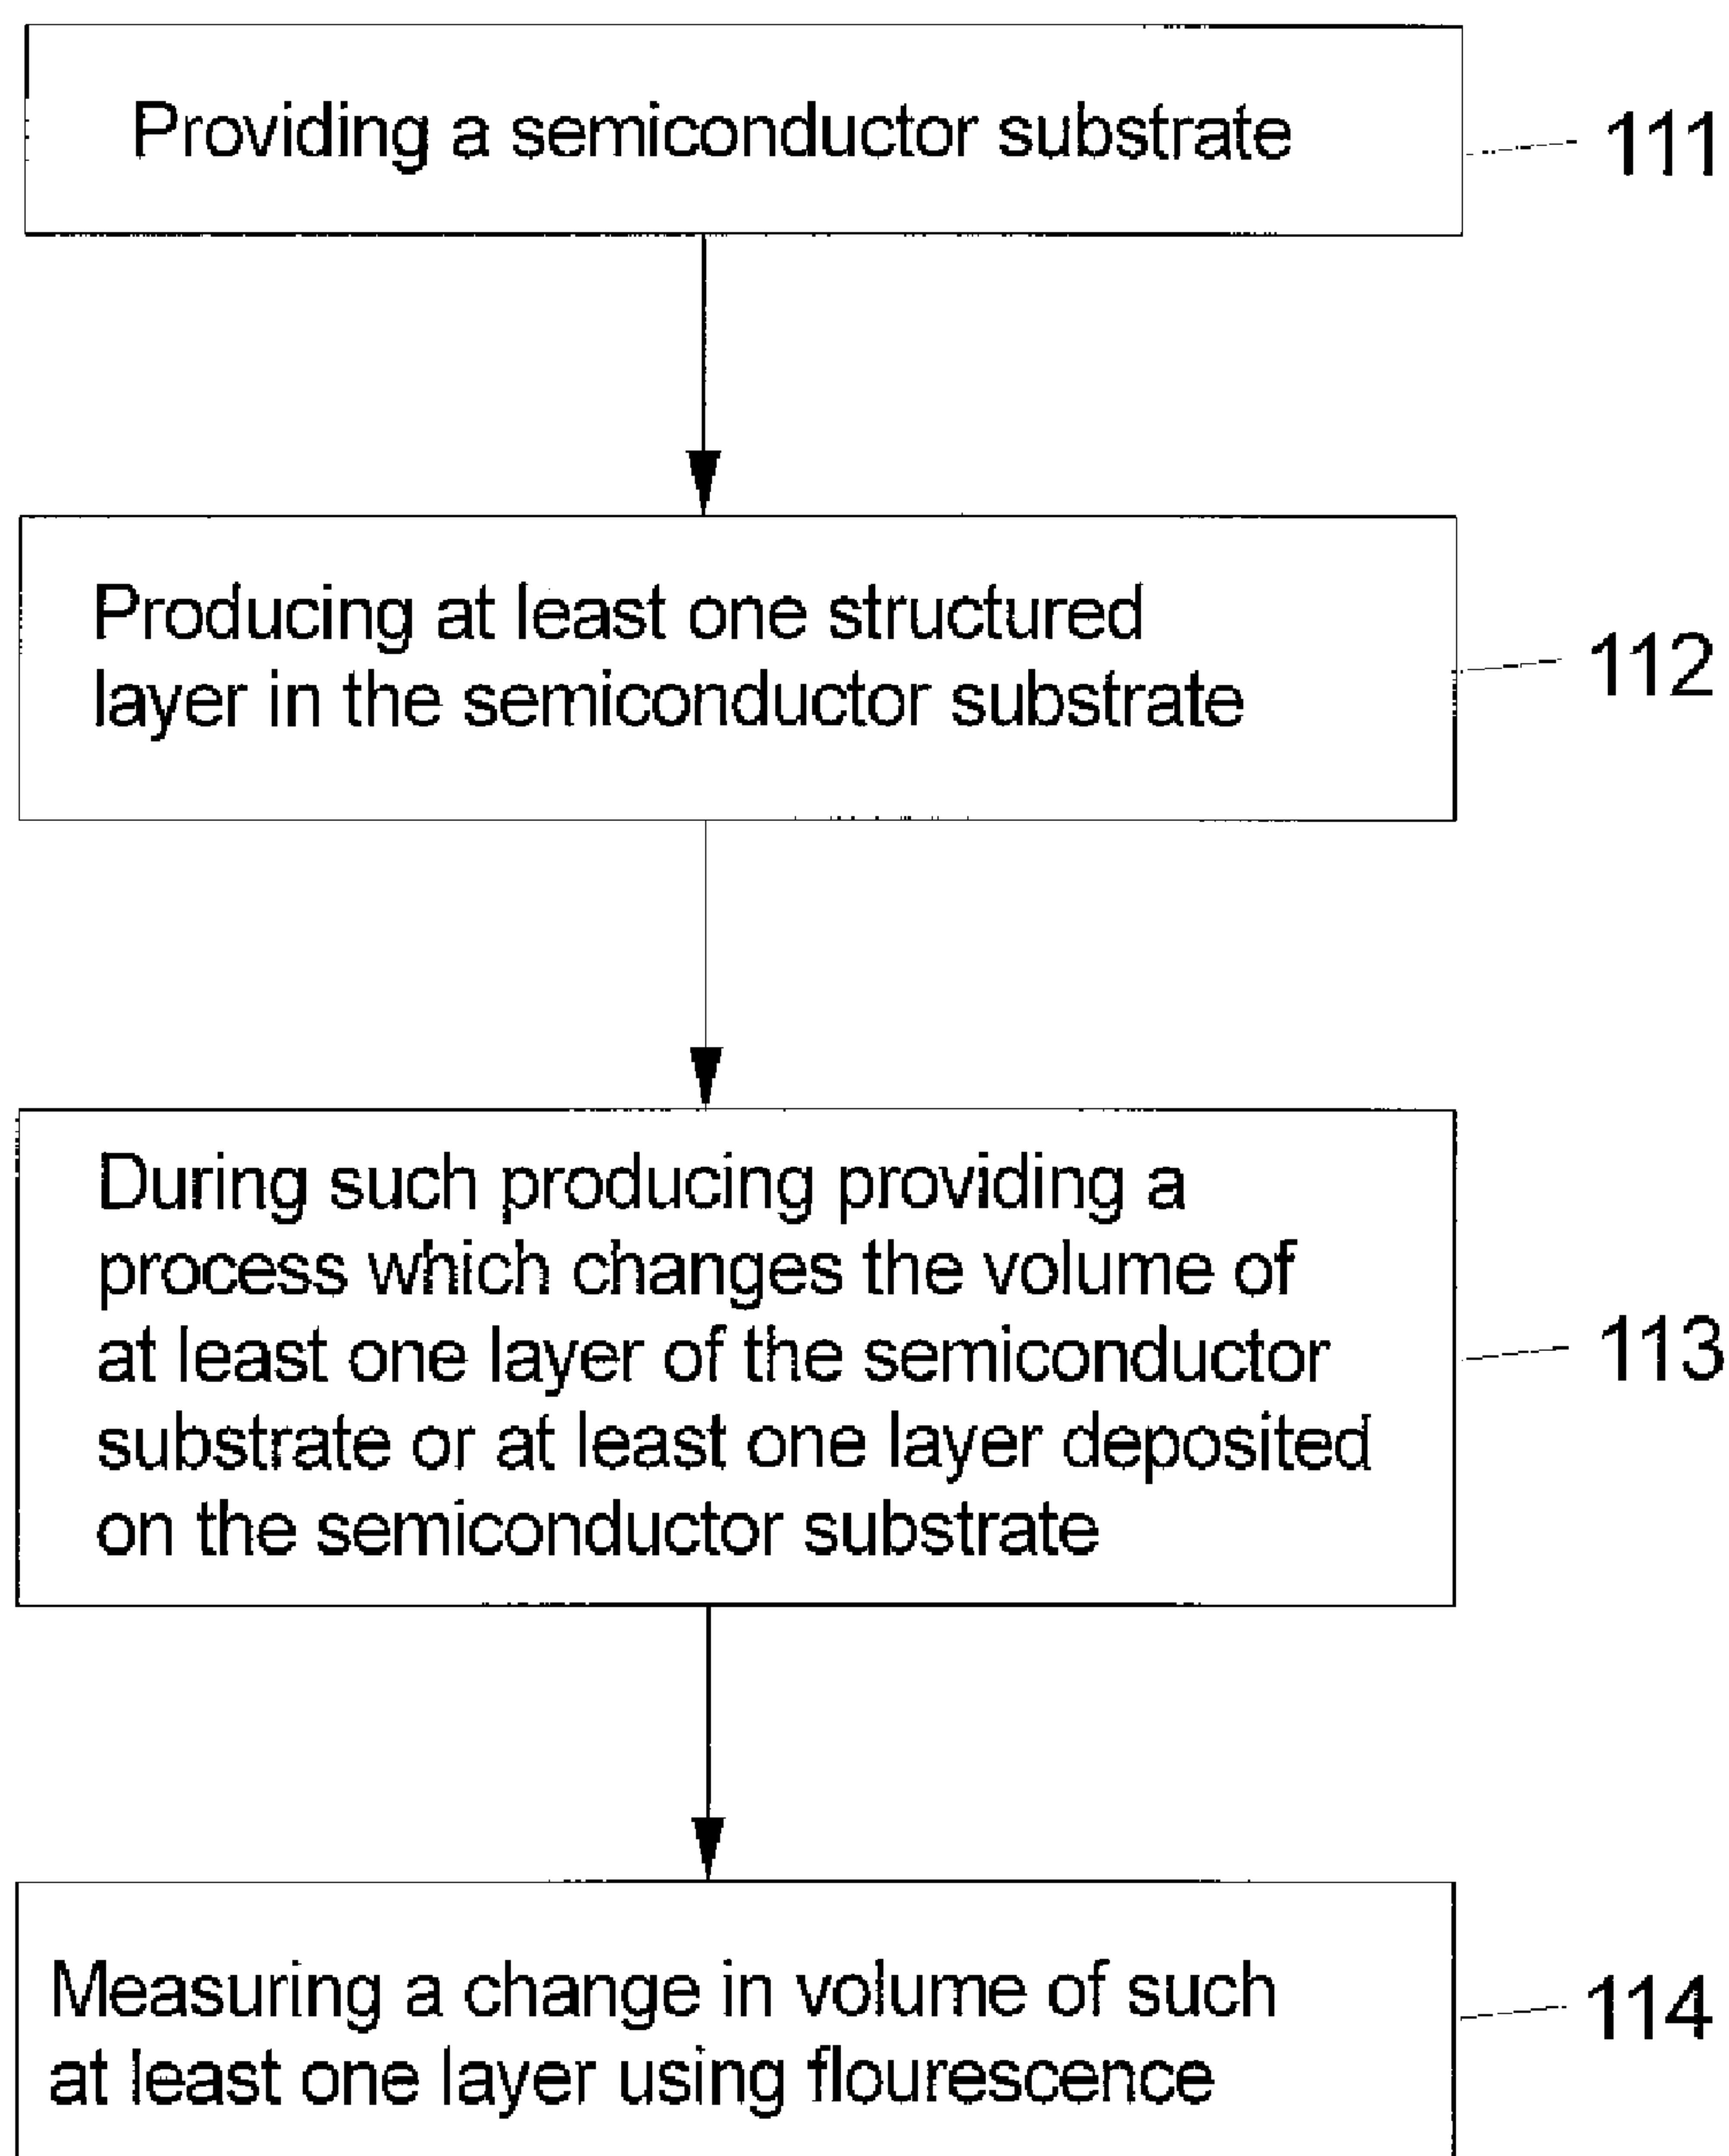 Providing a semiconductor substrate
111
Producing at least one structured
layer in the semiconductor substrate
112
During such producing providing a
process which changes the volume of
at least one layer of the semiconductor
substrate or at least one layer deposited
on the semiconductor substrate
113
Measuring a change in volume of such
at least one layer using flourescence
114